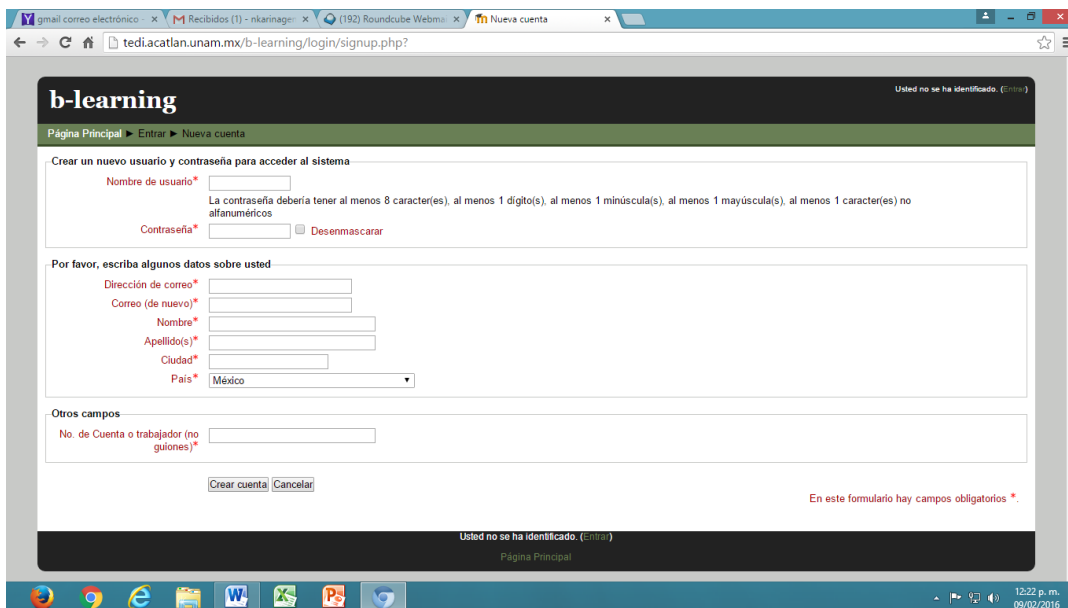 gmail correo electrónico -
Recibidos (1) - nkarinagen
(192) Roundcube Webma
Nueva cuenta
tedi.acatlan.unam.mx/b-learning/login/signup.php?
b-learning
Usted no se ha identificado. (Entrar)
Página Principal ► Entrar ► Nueva cuenta
Crear un nuevo usuario y contraseña para acceder al sistema
Nombre de usuario*
La contraseña debería tener al menos 8 caracter(es), al menos 1 dígito(s), al menos 1 minúscula(s), al menos 1 mayúscula(s), al menos 1 caracter(es) no
alfanuméricos
Contraseña*
Desenmascarar
Por favor, escriba algunos datos sobre usted
Dirección de correo*
Correo (de nuevo)*
Nombre*
Apellido(s)*
Ciudad*
País*
México
Otros campos
No. de Cuenta o trabajador (no
guiones)*
Crear cuenta
Cancelar
En este formulario hay campos obligatorios *.
Usted no se ha identificado. (Entrar)
Página Principal
12:22 p. m.
09/02/2016